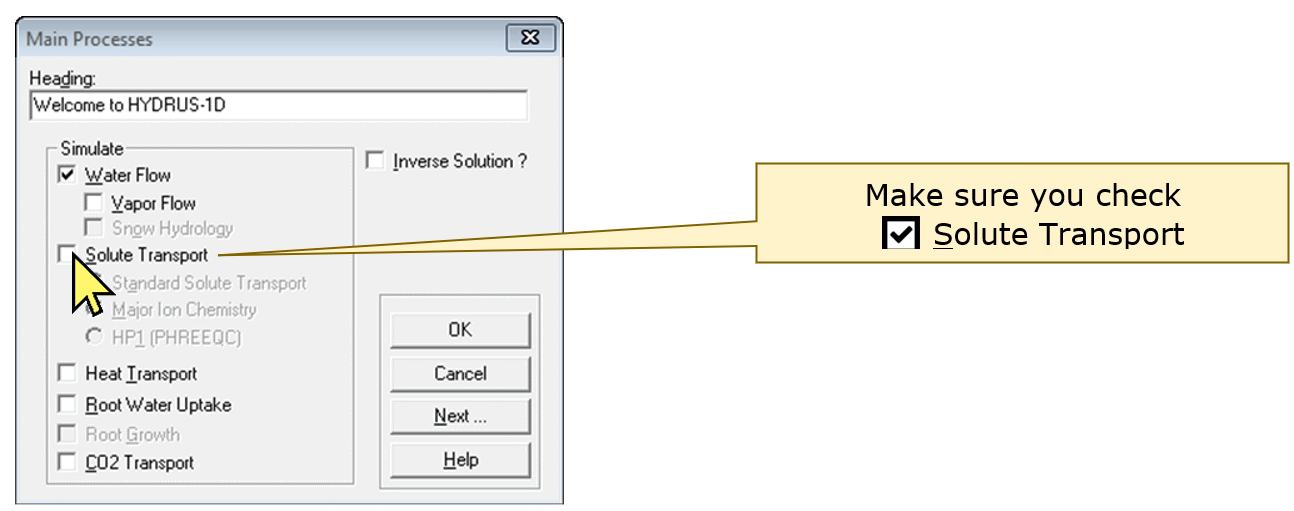 Main Processes
Heading:
Welcome to HYDRUS-1D
Simulate
Water Flow
Vapor Flow
Snow Hydrology
Solute Transport
Standard Solute Transport
Major Ion Chemistry
HP1 (PHREEQC)
Heat Transport
Root Water Uptake
Root Growth
CO2 Transport
Inverse Solution ?
OK
Cancel
Next ...
Help
Make sure you check
Solute Transport